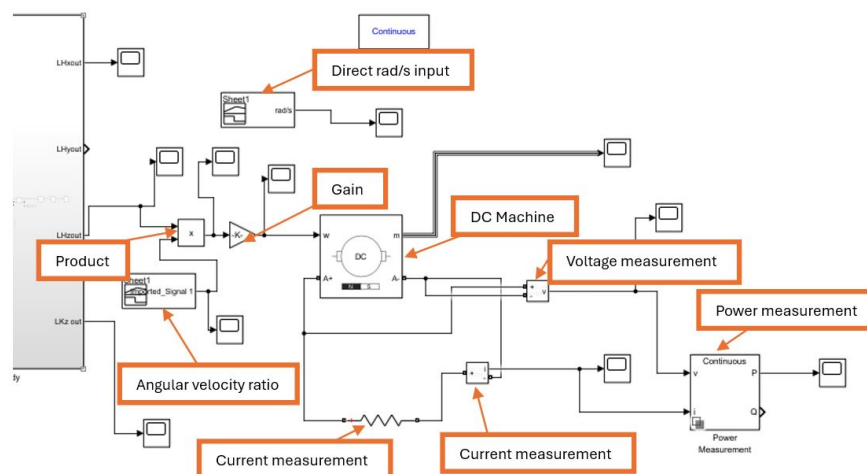 Continuous
LHxout
Direct rad/s input
Sheet1
rad/s
LHyout
Gain
DC Machine
LHzout
x
-K-
w
m
DC
Product
A+
A-
N S
Voltage measurement
+
-
v
Sheet1
Imported_Signal 1
Power measurement
LKz out
Angular velocity ratio
+
i
-
Continuous
v
P
i
Q
Power
Measurement
dy
Current measurement
Current measurement
+